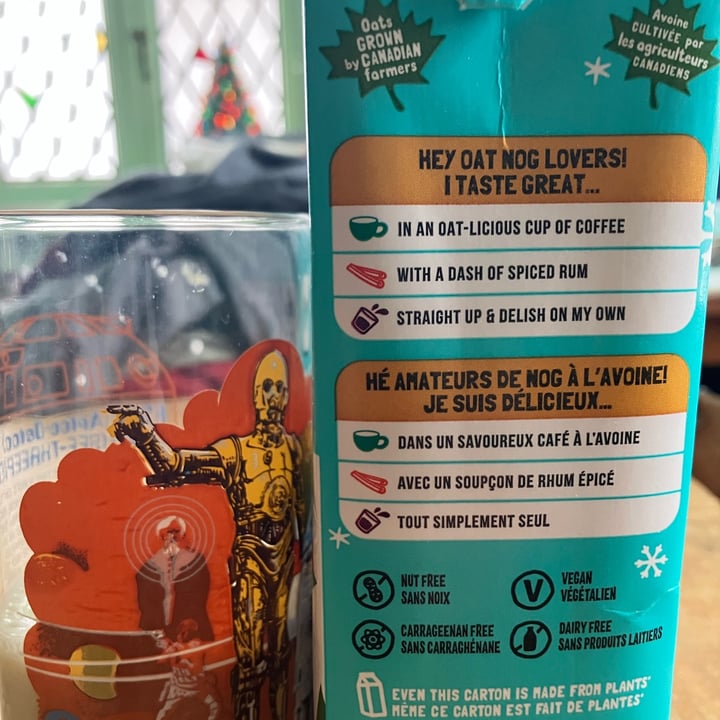 Oats
GROWN
by CANADIAN
farmers
Avoine
CULTIVÉE par
les agriculteurs
CANADIENS
HEY OAT NOG LOVERS!
I TASTE GREAT...
IN AN OAT-LICIOUS CUP OF COFFEE
WITH A DASH OF SPICED RUM
STRAIGHT UP & DELISH ON MY OWN
HÉ AMATEURS DE NOG À L'AVOINE!
JE SUIS DÉLICIEUX...
DANS UN SAVOUREUX CAFÉ À L'AVOINE
AVEC UN SOUPÇON DE RHUM ÉPICÉ
TOUT SIMPLEMENT SEUL
NUT FREE
SANS NOIX
V
VEGAN
VÉGÉTALIEN
CARRAGEENAN FREE
SANS CARRAGHÉNANE
DAIRY FREE
SANS PRODUITS LAITIERS
EVEN THIS CARTON IS MADE FROM PLANTS*
MÊME CE CARTON EST FAIT DE PLANTES*